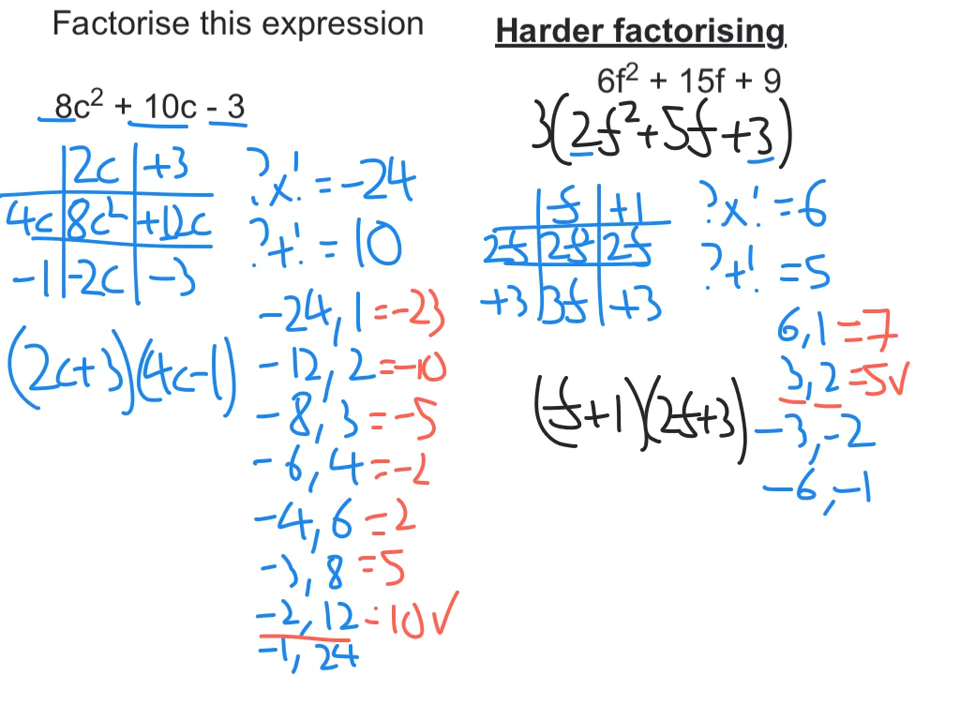 Factorise this expression
8c² + 10c - 3
2c +3
4c 8c² +12c
-1 -2c -3
(2c+3)(4c-1)
?x! = -24
?+! = 10
-24, 1 = -23
-12, 2 = -10
-8, 3 = -5
-6, 4 = -2
-4, 6 = 2
-3, 8 = 5
-2, 12 = 10✓
-1, 24
Harder factorising
6f² + 15f + 9
3(2f²+5f+3)
f +1
2f 2f² 2f
+3 3f +3
(f+1)(2f+3)
?x! = 6
?+! = 5
6, 1 = 7
3, 2 = 5✓
-3, -2
-6, -1